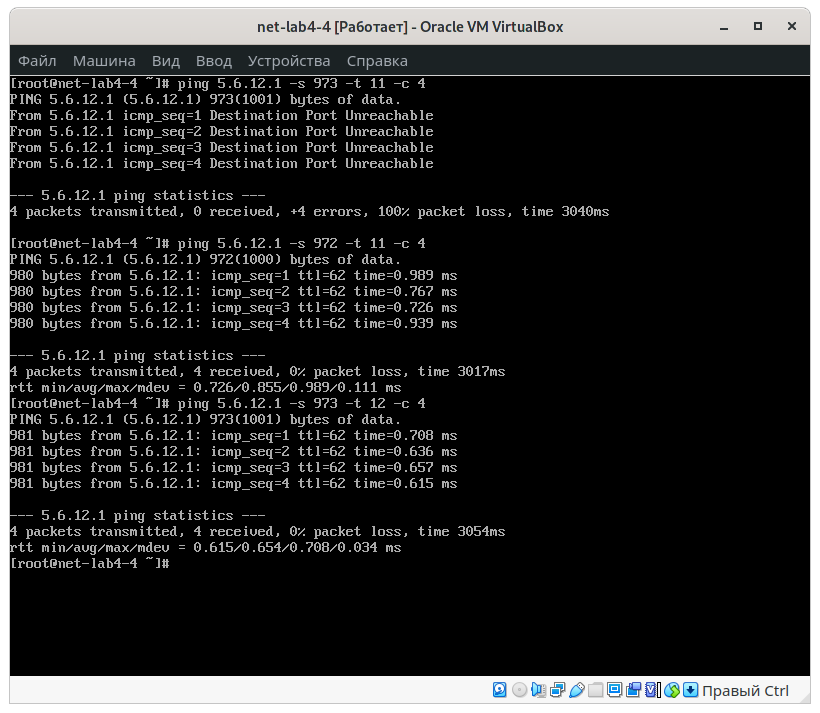 net-lab4-4 [Работает] - Oracle VM VirtualBox
Файл Машина Вид Ввод Устройства Справка
[root@net-lab4-4 ~]# ping 5.6.12.1 -s 973 -t 11 -c 4
PING 5.6.12.1 (5.6.12.1) 973(1001) bytes of data.
From 5.6.12.1 icmp_seq=1 Destination Port Unreachable
From 5.6.12.1 icmp_seq=2 Destination Port Unreachable
From 5.6.12.1 icmp_seq=3 Destination Port Unreachable
From 5.6.12.1 icmp_seq=4 Destination Port Unreachable
--- 5.6.12.1 ping statistics ---
4 packets transmitted, 0 received, +4 errors, 100% packet loss, time 3040ms
[root@net-lab4-4 ~]# ping 5.6.12.1 -s 972 -t 11 -c 4
PING 5.6.12.1 (5.6.12.1) 972(1000) bytes of data.
980 bytes from 5.6.12.1: icmp_seq=1 ttl=62 time=0.989 ms
980 bytes from 5.6.12.1: icmp_seq=2 ttl=62 time=0.767 ms
980 bytes from 5.6.12.1: icmp_seq=3 ttl=62 time=0.726 ms
980 bytes from 5.6.12.1: icmp_seq=4 ttl=62 time=0.939 ms
--- 5.6.12.1 ping statistics ---
4 packets transmitted, 4 received, 0% packet loss, time 3017ms
rtt min/avg/max/mdev = 0.726/0.855/0.989/0.111 ms
[root@net-lab4-4 ~]# ping 5.6.12.1 -s 973 -t 12 -c 4
PING 5.6.12.1 (5.6.12.1) 973(1001) bytes of data.
981 bytes from 5.6.12.1: icmp_seq=1 ttl=62 time=0.708 ms
981 bytes from 5.6.12.1: icmp_seq=2 ttl=62 time=0.636 ms
981 bytes from 5.6.12.1: icmp_seq=3 ttl=62 time=0.657 ms
981 bytes from 5.6.12.1: icmp_seq=4 ttl=62 time=0.615 ms
--- 5.6.12.1 ping statistics ---
4 packets transmitted, 4 received, 0% packet loss, time 3054ms
rtt min/avg/max/mdev = 0.615/0.654/0.708/0.034 ms
[root@net-lab4-4 ~]#
Правый Ctrl